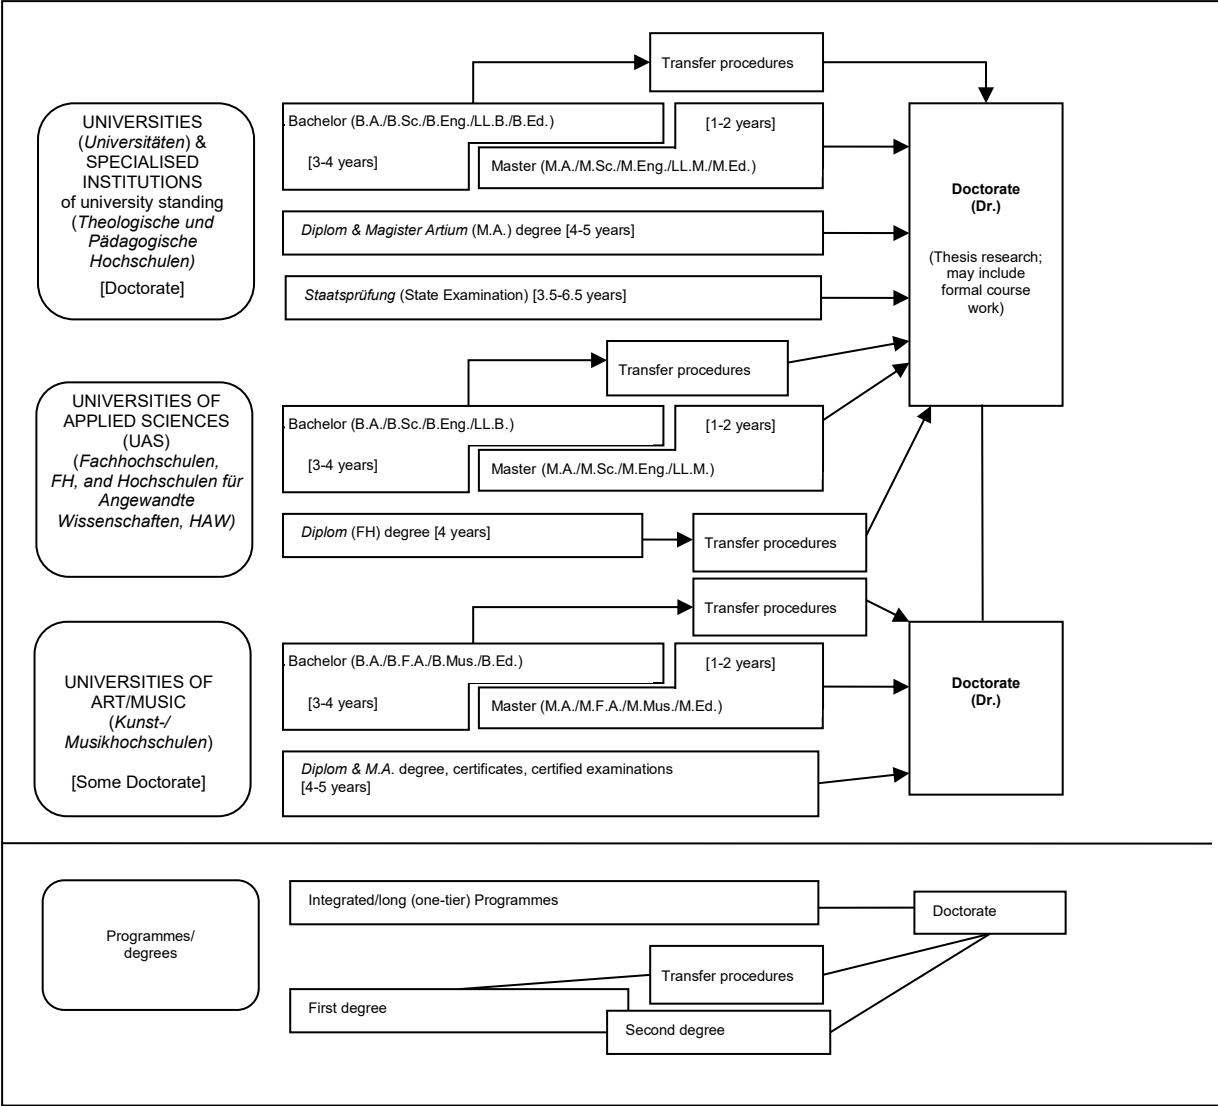 Transfer procedures
UNIVERSITIES
(Universitäten) &
SPECIALISED
INSTITUTIONS
of university standing
(Theologische und
Pädagogische
Hochschulen)
[Doctorate]
Bachelor (B.A./B.Sc./B.Eng./LL.B./B.Ed.)
[3-4 years]
[1-2 years]
Master (M.A./M.Sc./M.Eng./LL.M./M.Ed.)
Diplom & Magister Artium (M.A.) degree [4-5 years]
Staatsprüfung (State Examination) [3.5-6.5 years]
Doctorate
(Dr.)
(Thesis research;
may include
formal course
work)
Transfer procedures
UNIVERSITIES OF
APPLIED SCIENCES
(UAS)
(Fachhochschulen,
FH, and Hochschulen für
Angewandte
Wissenschaften, HAW)
Bachelor (B.A./B.Sc./B.Eng./LL.B.)
[3-4 years]
[1-2 years]
Master (M.A./M.Sc./M.Eng./LL.M.)
Diplom (FH) degree [4 years]
Transfer procedures
Transfer procedures
UNIVERSITIES OF
ART/MUSIC
(Kunst-/
Musikhochschulen)
[Some Doctorate]
Bachelor (B.A./B.F.A./B.Mus./B.Ed.)
[3-4 years]
[1-2 years]
Master (M.A./M.F.A./M.Mus./M.Ed.)
Diplom & M.A. degree, certificates, certified examinations
[4-5 years]
Doctorate
(Dr.)
Programmes/
degrees
Integrated/long (one-tier) Programmes
Doctorate
Transfer procedures
First degree
Second degree